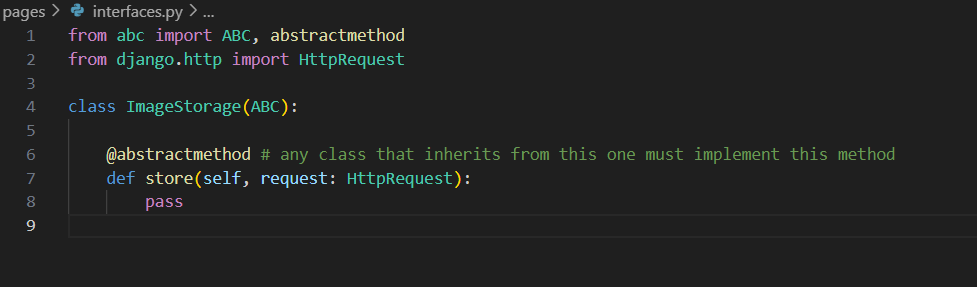 pages > interfaces.py > ...
1 from abc import ABC, abstractmethod
2 from django.http import HttpRequest
3
4 class ImageStorage(ABC):
5
6     @abstractmethod # any class that inherits from this one must implement this method
7     def store(self, request: HttpRequest):
8         pass
9